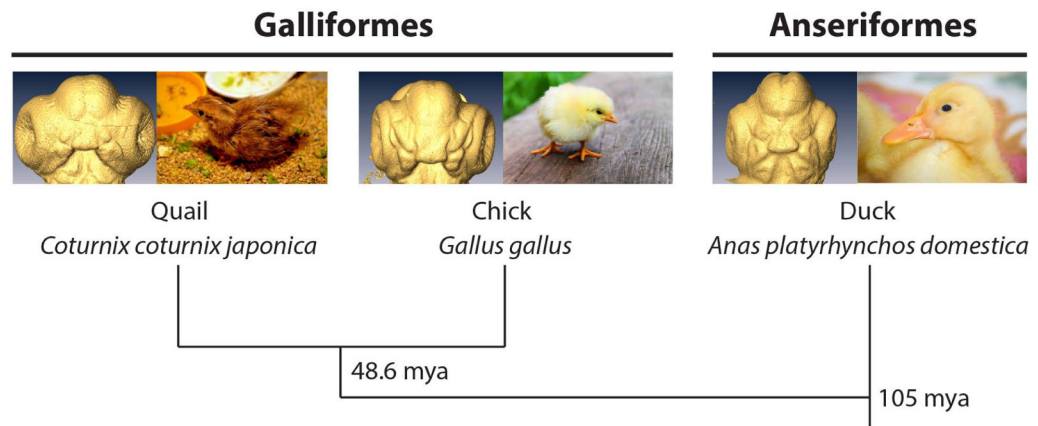 Galliformes
Anseriformes
Quail
Coturnix coturnix japonica
Chick
Gallus gallus
Duck
Anas platyrhynchos domestica
48.6 mya
105 mya